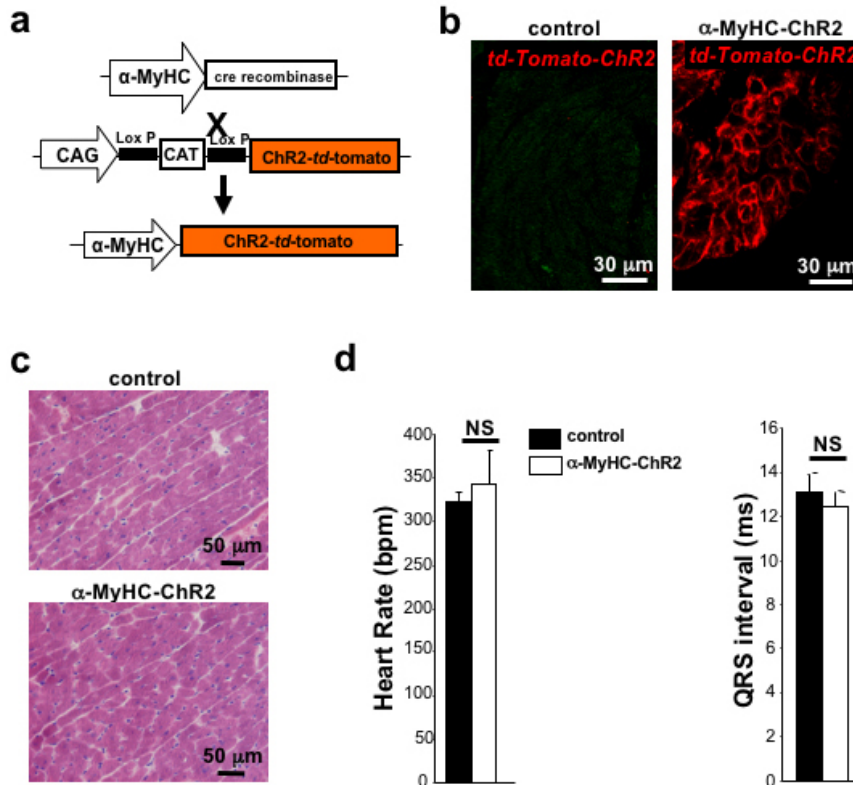 a
α-MyHC
cre recombinase
X
Lox P
Lox P
CAG
CAT
ChR2-td-tomato
α-MyHC
ChR2-td-tomato
b
control
α-MyHC-ChR2
td-Tomato-ChR2
td-Tomato-ChR2
30 μm
30 μm
c
control
50 μm
α-MyHC-ChR2
50 μm
d
Heart Rate (bpm)
400
350
300
250
200
150
100
50
0
NS
control
α-MyHC-ChR2
QRS interval (ms)
16
14
12
10
8
6
4
2
0
NS